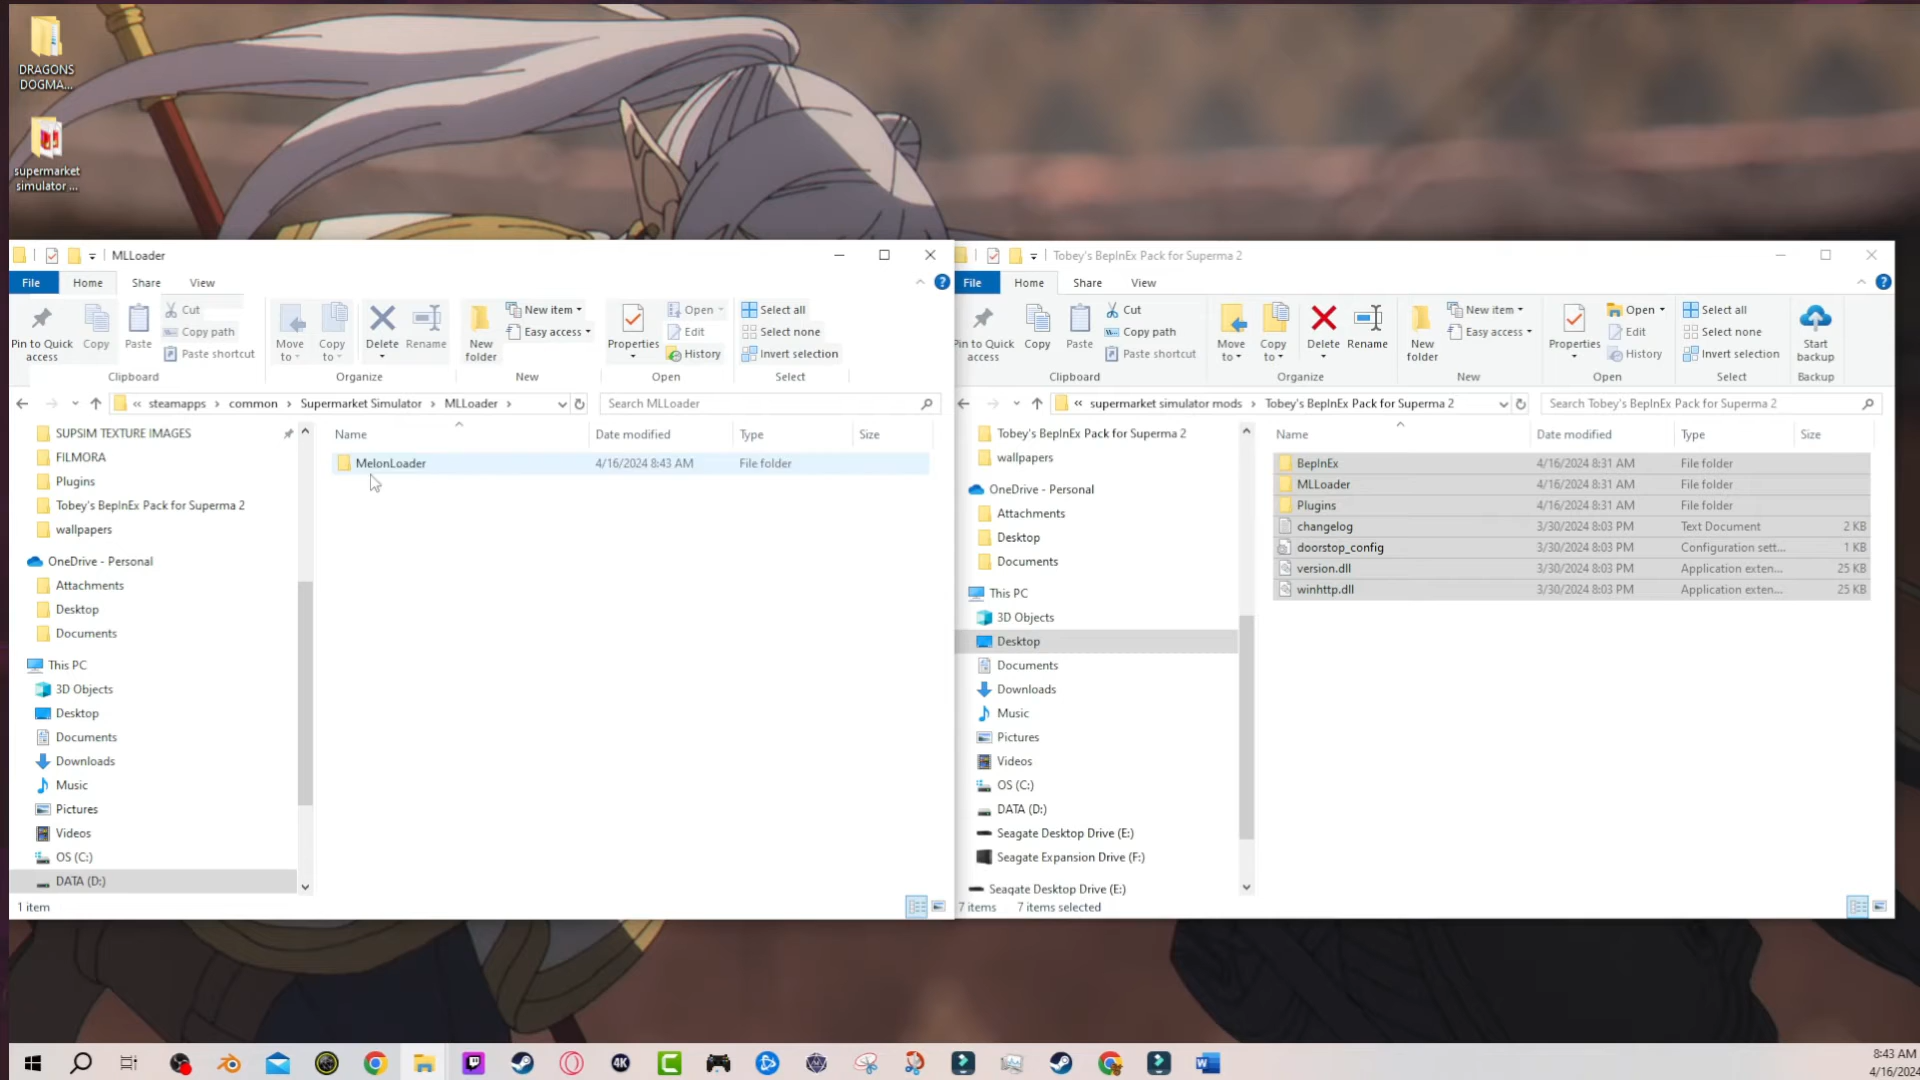 DRAGONS
DOGMA...
supermarket
simulator ...
MLLoader
File Home Share View
Pin to Quick
access
Copy
Paste
Cut
Copy path
Paste shortcut
Clipboard
Move
to
Copy
to
Delete
Rename
Organize
New
folder
New item
Easy access
New
Properties
Open
Edit
History
Open
Select all
Select none
Invert selection
Select
« steamapps › common › Supermarket Simulator › MLLoader ›
Search MLLoader
SUPSIM TEXTURE IMAGES
FILMORA
Plugins
Tobey's BepInEx Pack for Superma 2
wallpapers
OneDrive - Personal
Attachments
Desktop
Documents
This PC
3D Objects
Desktop
Documents
Downloads
Music
Pictures
Videos
OS (C:)
DATA (D:)
Name Date modified Type Size
MelonLoader 4/16/2024 8:43 AM File folder
1 item
Tobey's BepInEx Pack for Superma 2
File Home Share View
Pin to Quick
access
Copy
Paste
Cut
Copy path
Paste shortcut
Clipboard
Move
to
Copy
to
Delete
Rename
Organize
New
folder
New item
Easy access
New
Properties
Open
Edit
History
Open
Select all
Select none
Invert selection
Select
Start
backup
Backup
« supermarket simulator mods › Tobey's BepInEx Pack for Superma 2
Search Tobey's BepInEx Pack for Superma 2
Tobey's BepInEx Pack for Superma 2
wallpapers
OneDrive - Personal
Attachments
Desktop
Documents
This PC
3D Objects
Desktop
Documents
Downloads
Music
Pictures
Videos
OS (C:)
DATA (D:)
Seagate Desktop Drive (E:)
Seagate Expansion Drive (F:)
Seagate Desktop Drive (E:)
Name Date modified Type Size
BepInEx 4/16/2024 8:31 AM File folder
MLLoader 4/16/2024 8:31 AM File folder
Plugins 4/16/2024 8:31 AM File folder
changelog 3/30/2024 8:03 PM Text Document 2 KB
doorstop_config 3/30/2024 8:03 PM Configuration sett... 1 KB
version.dll 3/30/2024 8:03 PM Application exten... 25 KB
winhttp.dll 3/30/2024 8:03 PM Application exten... 25 KB
7 items 7 items selected
4K
8:43 AM
4/16/2024